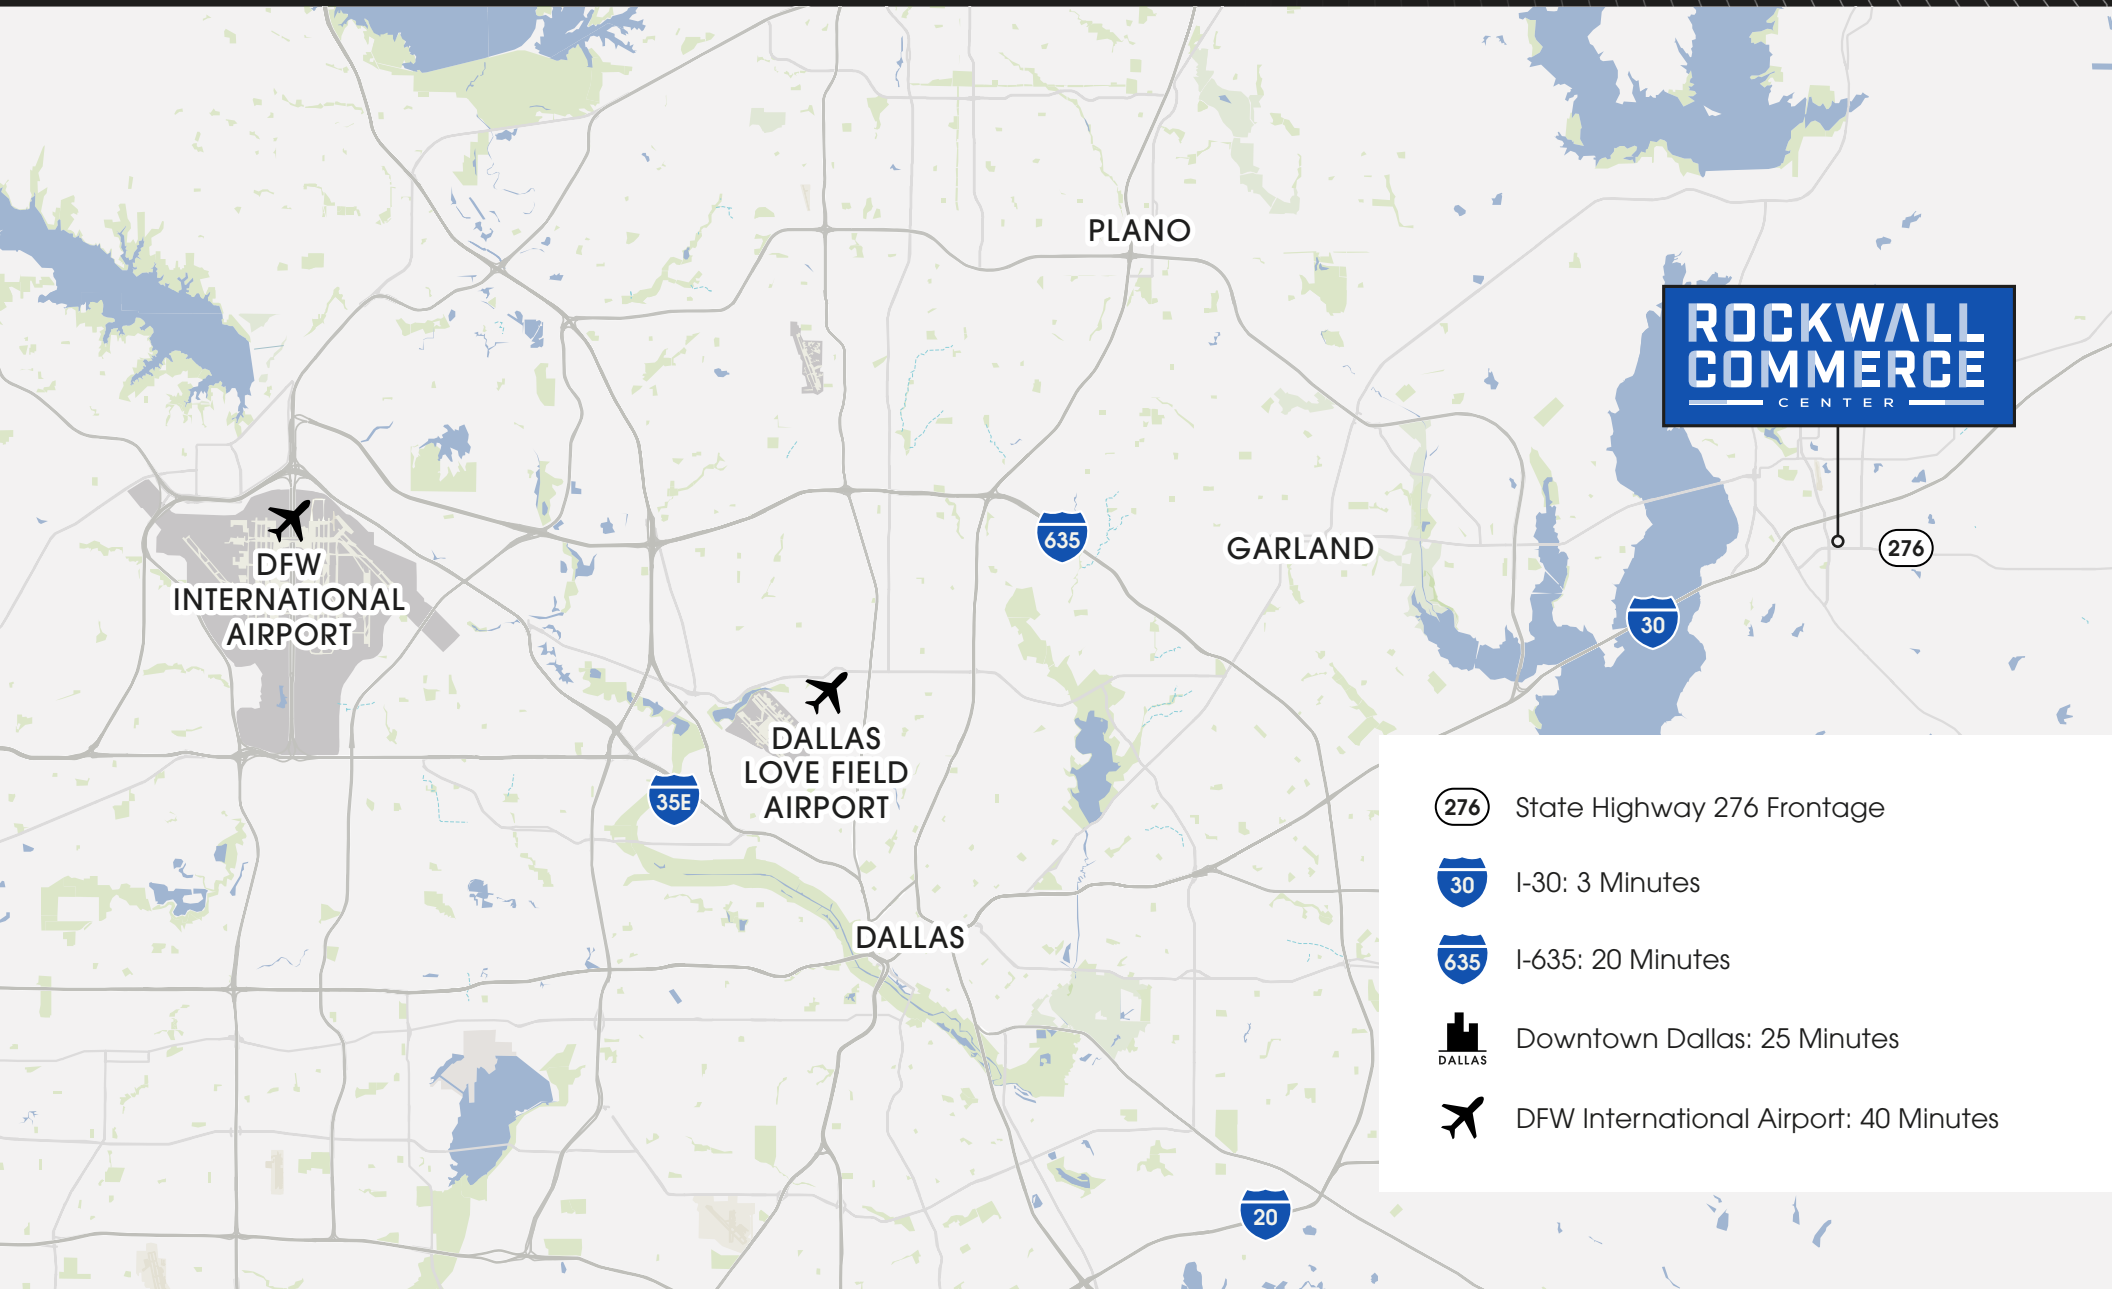 PLANO
ROCKWALL
COMMERCE
CENTER
635
GARLAND
276
DFW
INTERNATIONAL
AIRPORT
30
DALLAS
LOVE FIELD
AIRPORT
35E
DALLAS
20
276 State Highway 276 Frontage
30 I-30: 3 Minutes
635 I-635: 20 Minutes
DALLAS Downtown Dallas: 25 Minutes
DFW International Airport: 40 Minutes